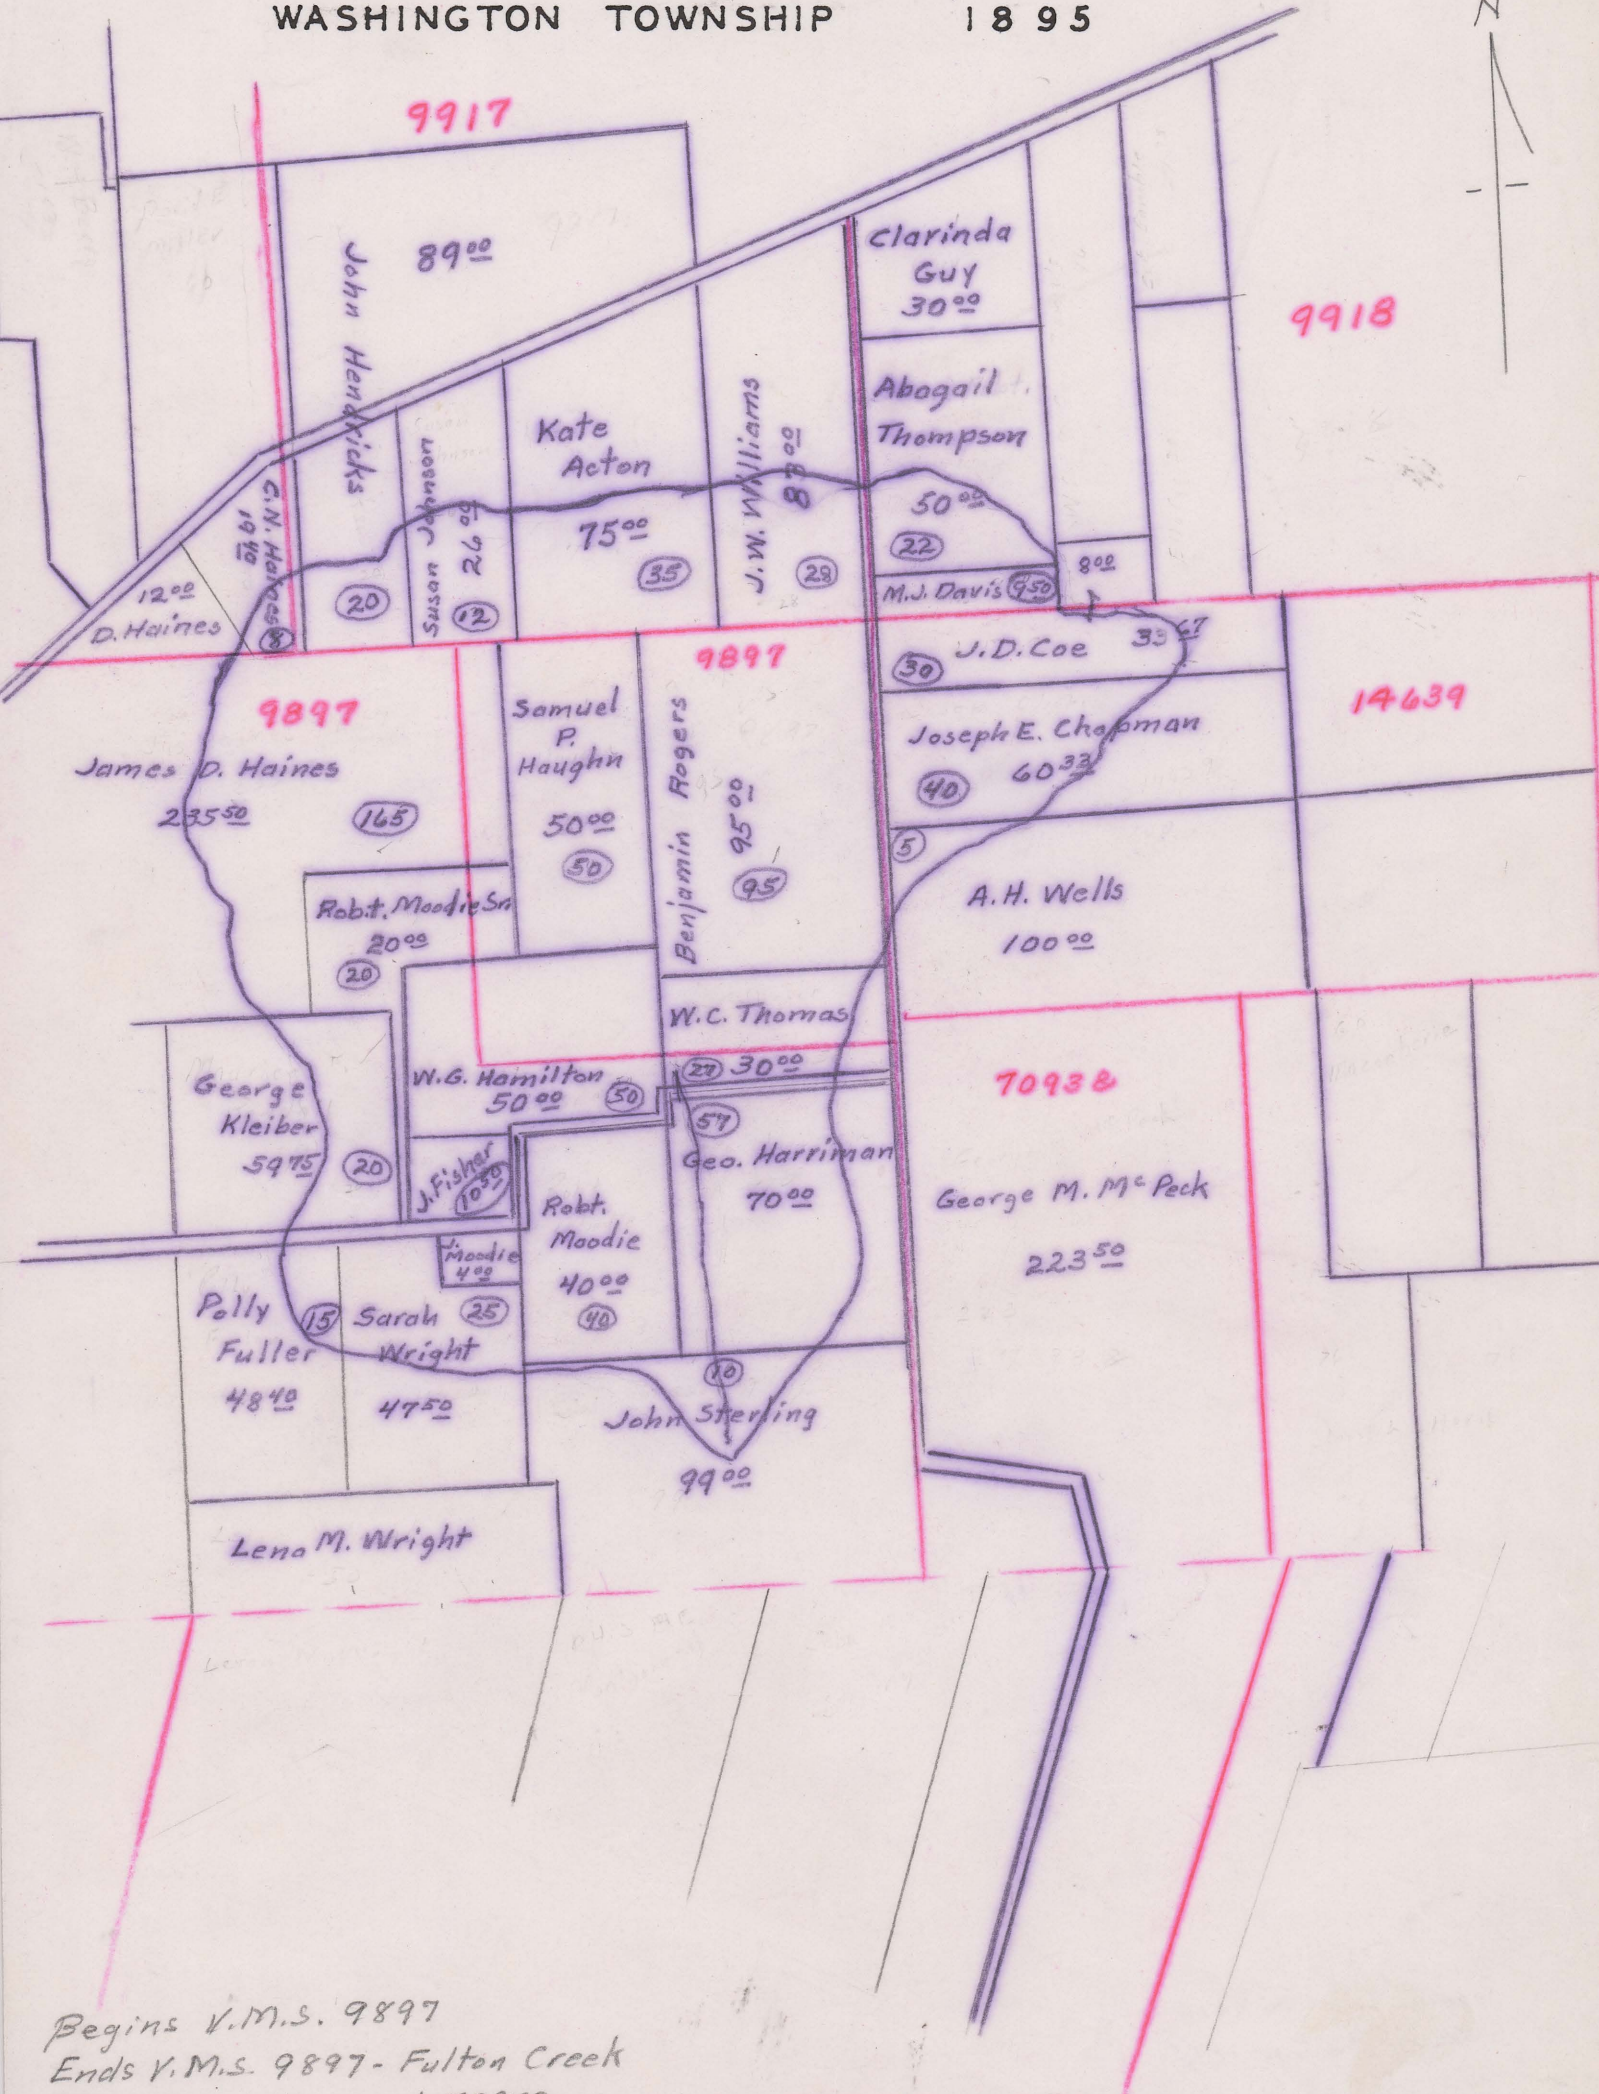 WASHINGTON TOWNSHIP 1895
N
9917
John Hendricks
89 00
Clarinda
Guy
30 00
9918
Abagail
Thompson
50 00
22
Kate
Acton
75 00
35
J.W. Williams
88 00
28
Susan Johnson
26 00
12
20
C.N. Haines
19 40
8
12 00
D. Haines
M.J. Davis 9 50
8 00
J.D. Coe 33 67
30
9897
9897
14639
James D. Haines
235 50
165
Samuel
P.
Haughn
50 00
50
Benjamin Rogers
95 00
95
Joseph E. Chapman
60 33
40
5
A. H. Wells
100 00
Robt. Moodie Sr.
20 00
20
W.C. Thomas
27 30 00
W.G. Hamilton
50 00 50
70938
George
Kleiber
59 75
20
J. Fisher
10 50
57
Geo. Harriman
70 00
George M. McPeck
223 50
Robt.
Moodie
40 00
40
J.
Moodie
4 00
Polly
Fuller
48 40
15
Sarah
Wright
47 50
25
10
John Sterling
99 00
Lena M. Wright
Begins V.M.S. 9897
Ends V.M.S. 9897 - Fulton Creek